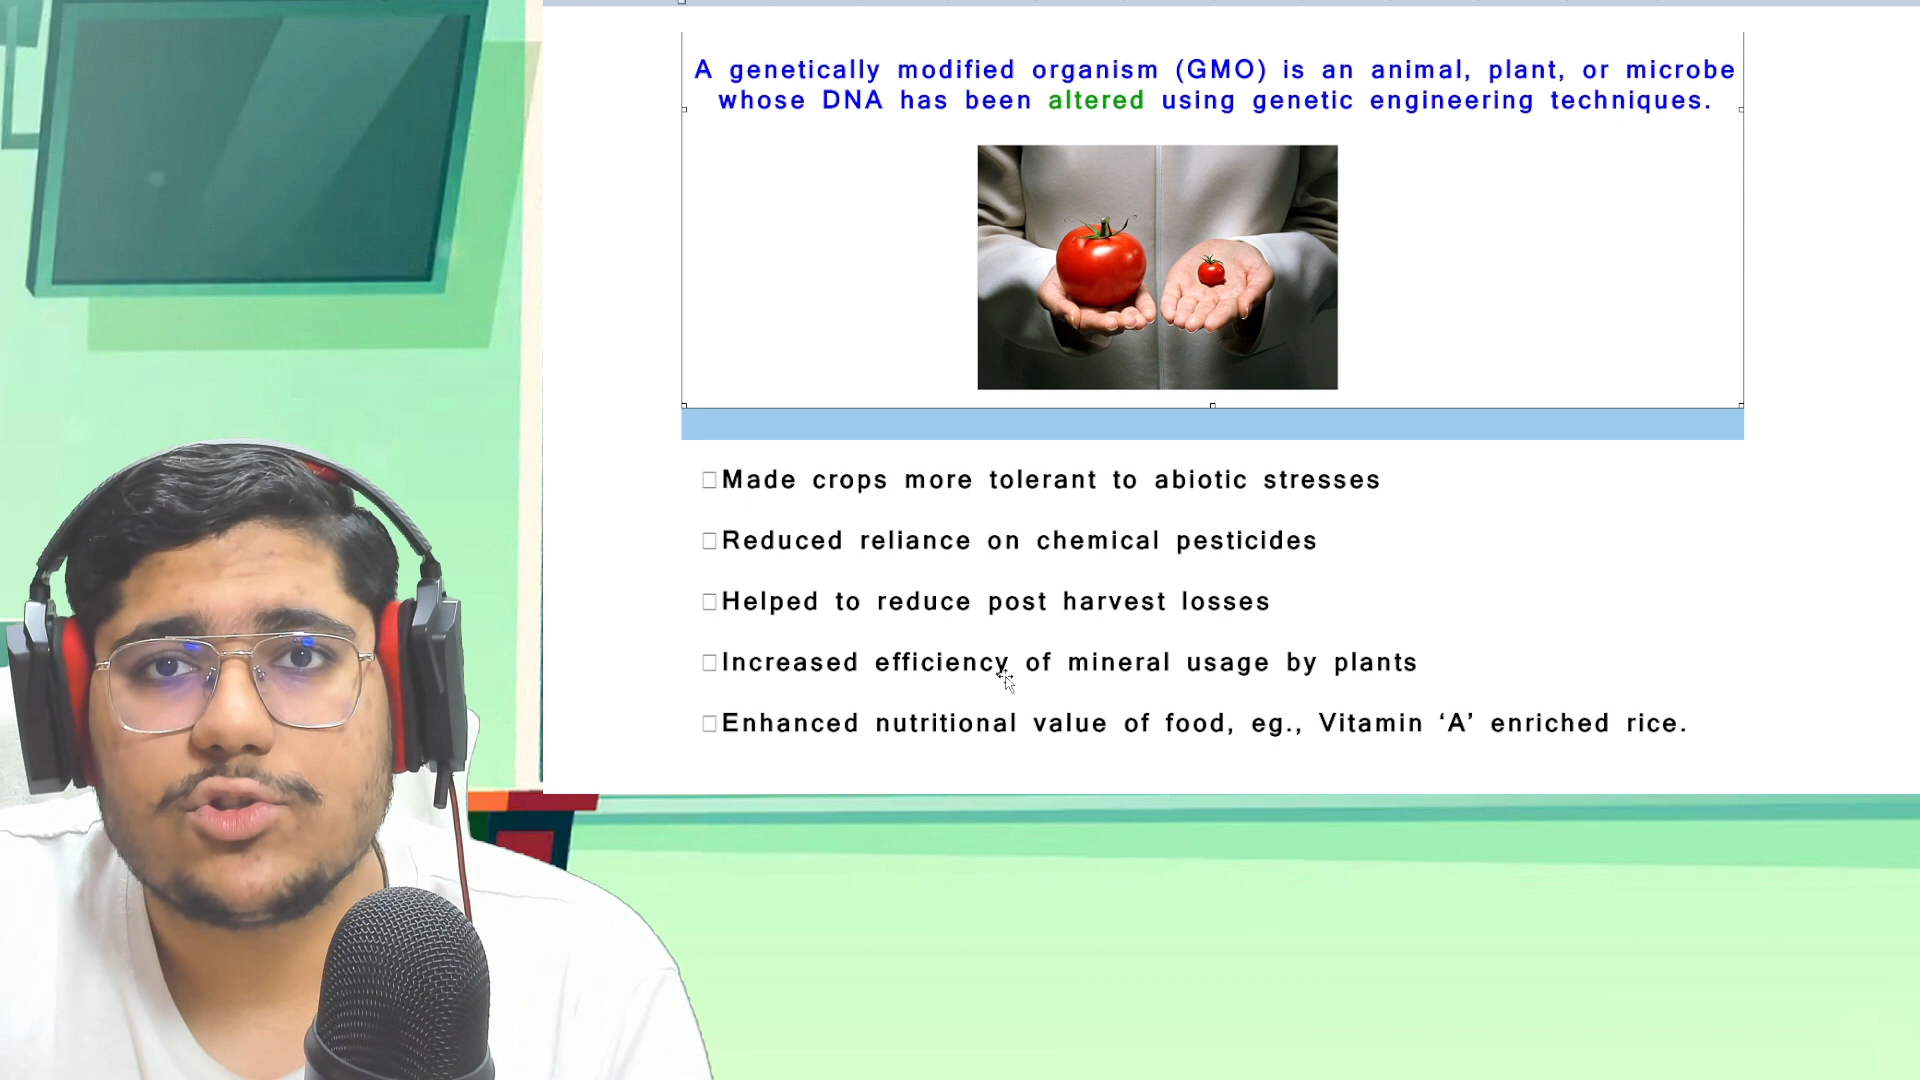 A genetically modified organism (GMO) is an animal, plant, or microbe
whose DNA has been altered using genetic engineering techniques.
Made crops more tolerant to abiotic stresses
Reduced reliance on chemical pesticides
Helped to reduce post harvest losses
Increased efficiency of mineral usage by plants
Enhanced nutritional value of food, eg., Vitamin ‘A’ enriched rice.